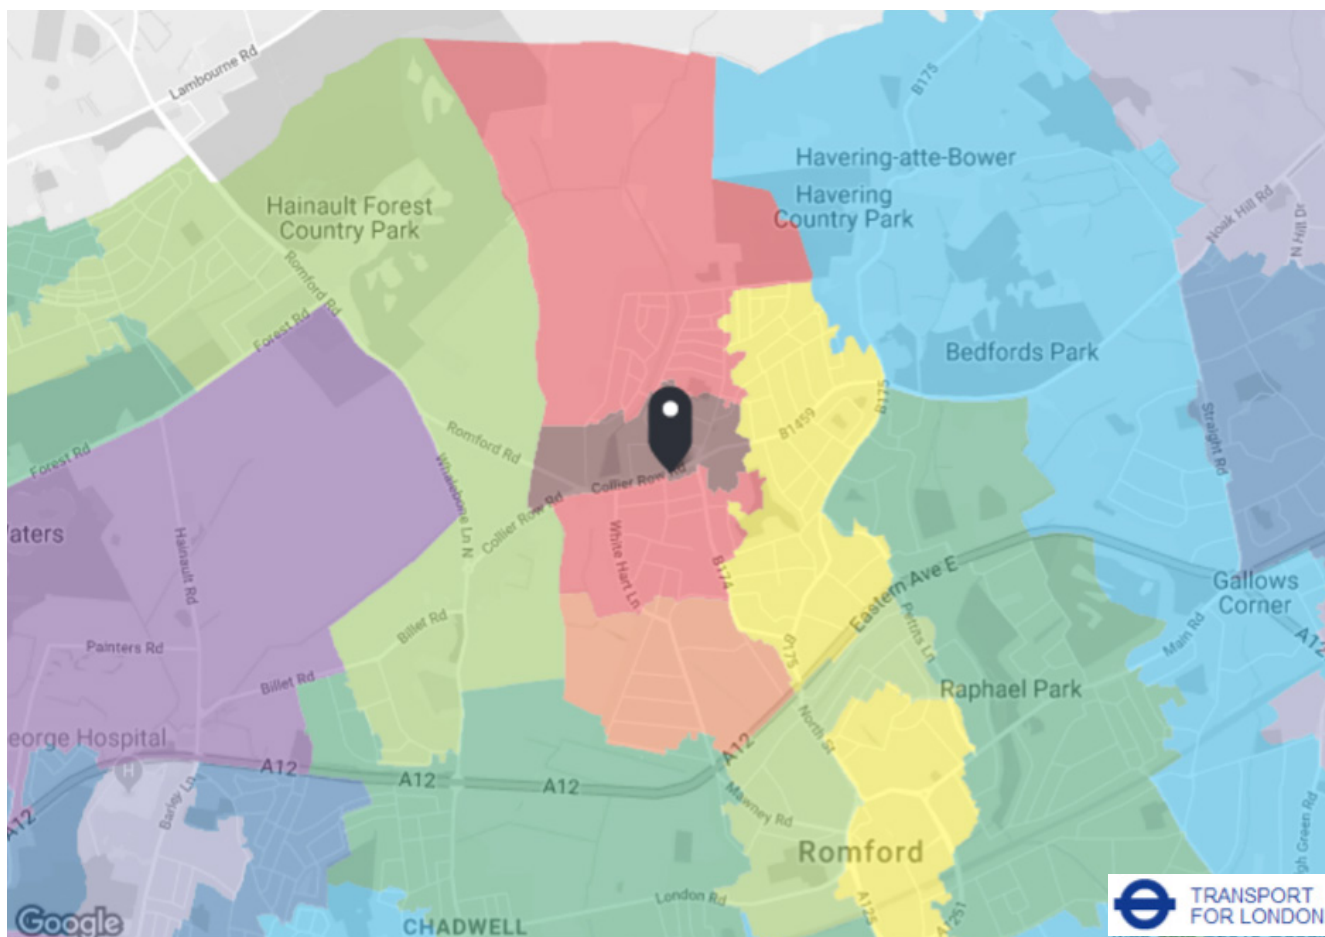 Lambourne Rd
B175
Havering-atte-Bower
Havering
Country Park
Hainault Forest
Country Park
Noak Hill Rd
N Hill Dr
Romford Rd
Forest Rd
Bedfords Park
B175
B1459
Straight Rd
Romford Rd
Forest Rd
Whalebone Ln N
Collier Row Rd
Collier Row Rd
aters
Hainault Rd
White Hart Ln
B174
Eastern Ave E
Gallows
Corner
A12
Pettits Ln
Main Rd
Billet Rd
Painters Rd
B175
Billet Rd
Raphael Park
eorge Hospital
H
North St
A12
A12
A12
A12
A12
Barley Ln
Mawney Rd
gh Green Rd
Romford
London Rd
A125
A1251
CHADWELL
Google
TRANSPORT
FOR LONDON